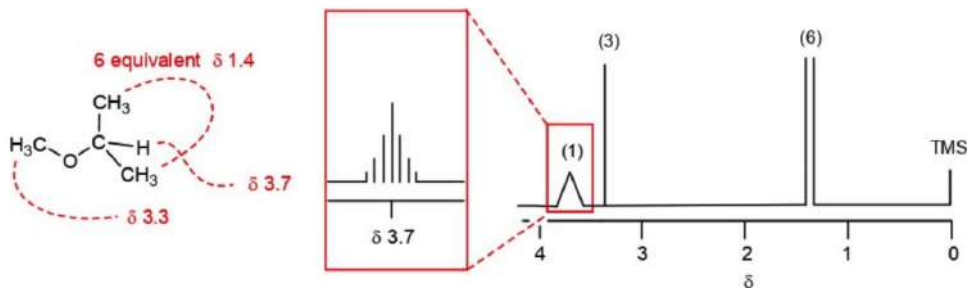 6 equivalent δ 1.4
CH₃
H₃C
O
C
H
CH₃
δ 3.7
δ 3.3
δ 3.7
(1)
(3)
(6)
TMS
4
3
2
1
0
δ